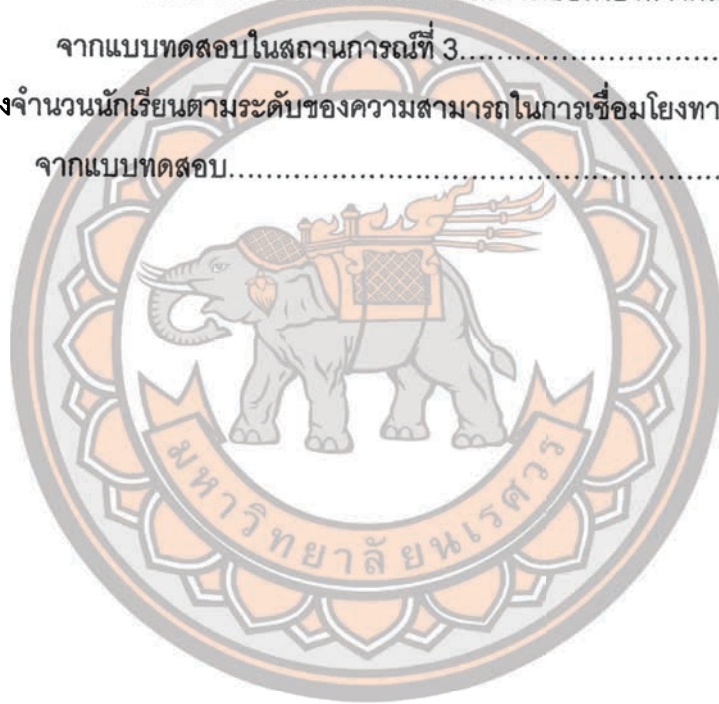 จากแบบทดสอบในสถานการณ์ที่ 3...............................
งจำนวนนักเรียนตามระดับของความสามารถในการเชื่อมโยงทา
จากแบบทดสอบ............................................................
มหาวิทยาลัยนเรศวร